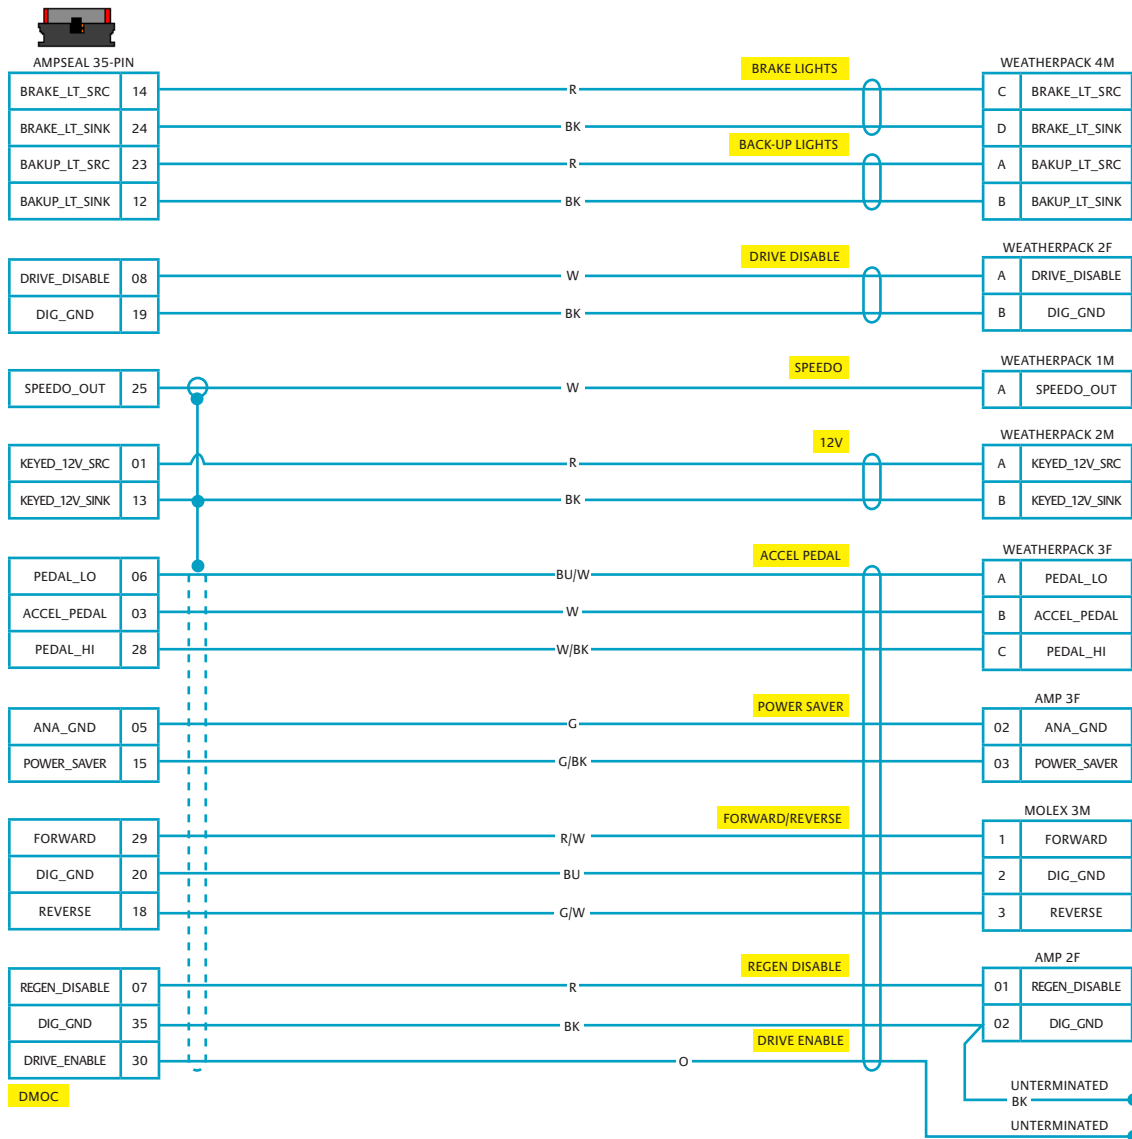 AMPSEAL 35-PIN
BRAKE LIGHTS
WEATHERPACK 4M
BRAKE_LT_SRC 14 R C BRAKE_LT_SRC
BRAKE_LT_SINK 24 BK D BRAKE_LT_SINK
BACK-UP LIGHTS
BAKUP_LT_SRC 23 R A BAKUP_LT_SRC
BAKUP_LT_SINK 12 BK B BAKUP_LT_SINK
WEATHERPACK 2F
DRIVE DISABLE
DRIVE_DISABLE 08 W A DRIVE_DISABLE
DIG_GND 19 BK B DIG_GND
WEATHERPACK 1M
SPEEDO
SPEEDO_OUT 25 W A SPEEDO_OUT
WEATHERPACK 2M
12V
KEYED_12V_SRC 01 R A KEYED_12V_SRC
KEYED_12V_SINK 13 BK B KEYED_12V_SINK
WEATHERPACK 3F
ACCEL PEDAL
PEDAL_LO 06 BU/W A PEDAL_LO
ACCEL_PEDAL 03 W B ACCEL_PEDAL
PEDAL_HI 28 W/BK C PEDAL_HI
AMP 3F
POWER SAVER
ANA_GND 05 G 02 ANA_GND
POWER_SAVER 15 G/BK 03 POWER_SAVER
MOLEX 3M
FORWARD/REVERSE
FORWARD 29 R/W 1 FORWARD
DIG_GND 20 BU 2 DIG_GND
REVERSE 18 G/W 3 REVERSE
AMP 2F
REGEN DISABLE
REGEN_DISABLE 07 R 01 REGEN_DISABLE
DIG_GND 35 BK 02 DIG_GND
DRIVE ENABLE
DRIVE_ENABLE 30 O
DMOC
UNTERMINATED
BK
UNTERMINATED